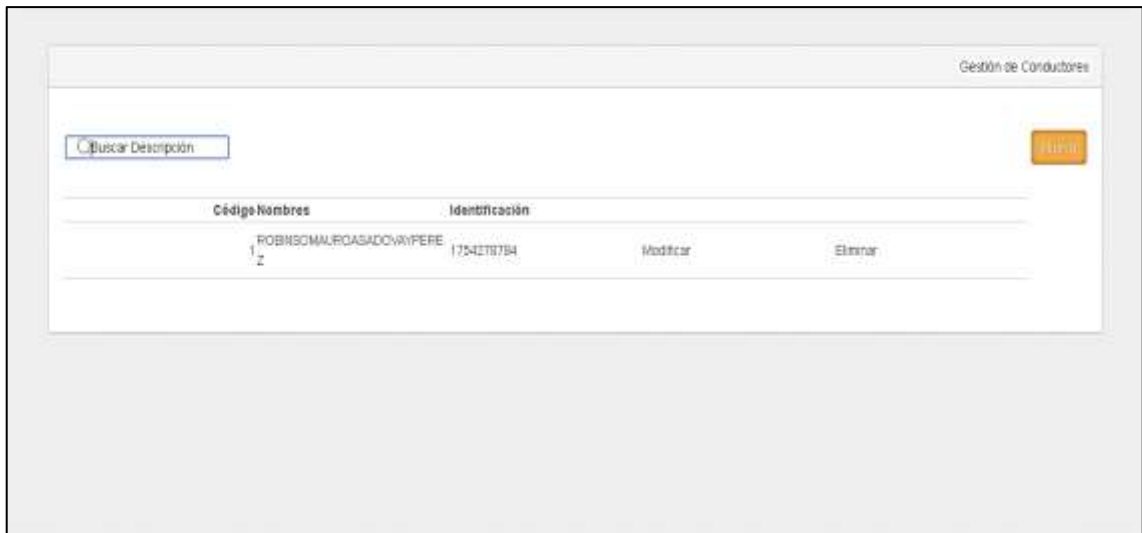 Gestión de Conductores
Buscar Descripción
Código Nombres Identificación
1 Modificar Eliminar
Z